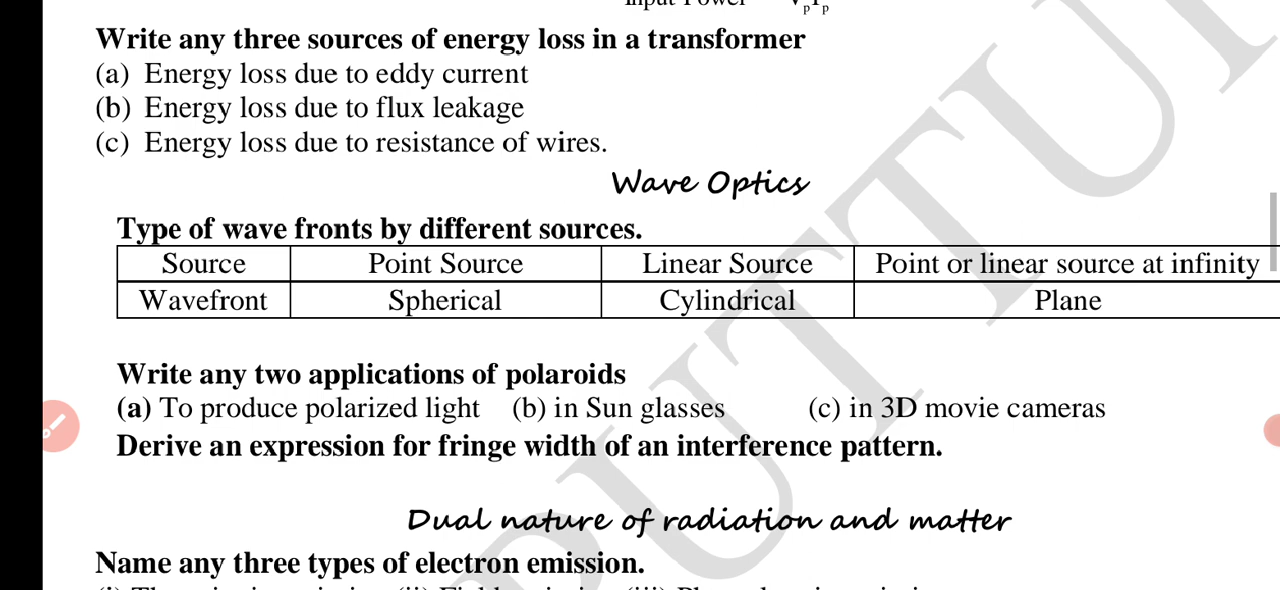 Input Power VpIp
Write any three sources of energy loss in a transformer
(a) Energy loss due to eddy current
(b) Energy loss due to flux leakage
(c) Energy loss due to resistance of wires.
Wave Optics
Type of wave fronts by different sources.
Source Point Source Linear Source Point or linear source at infinity
Wavefront Spherical Cylindrical Plane
Write any two applications of polaroids
(a) To produce polarized light (b) in Sun glasses (c) in 3D movie cameras
Derive an expression for fringe width of an interference pattern.
Dual nature of radiation and matter
Name any three types of electron emission.